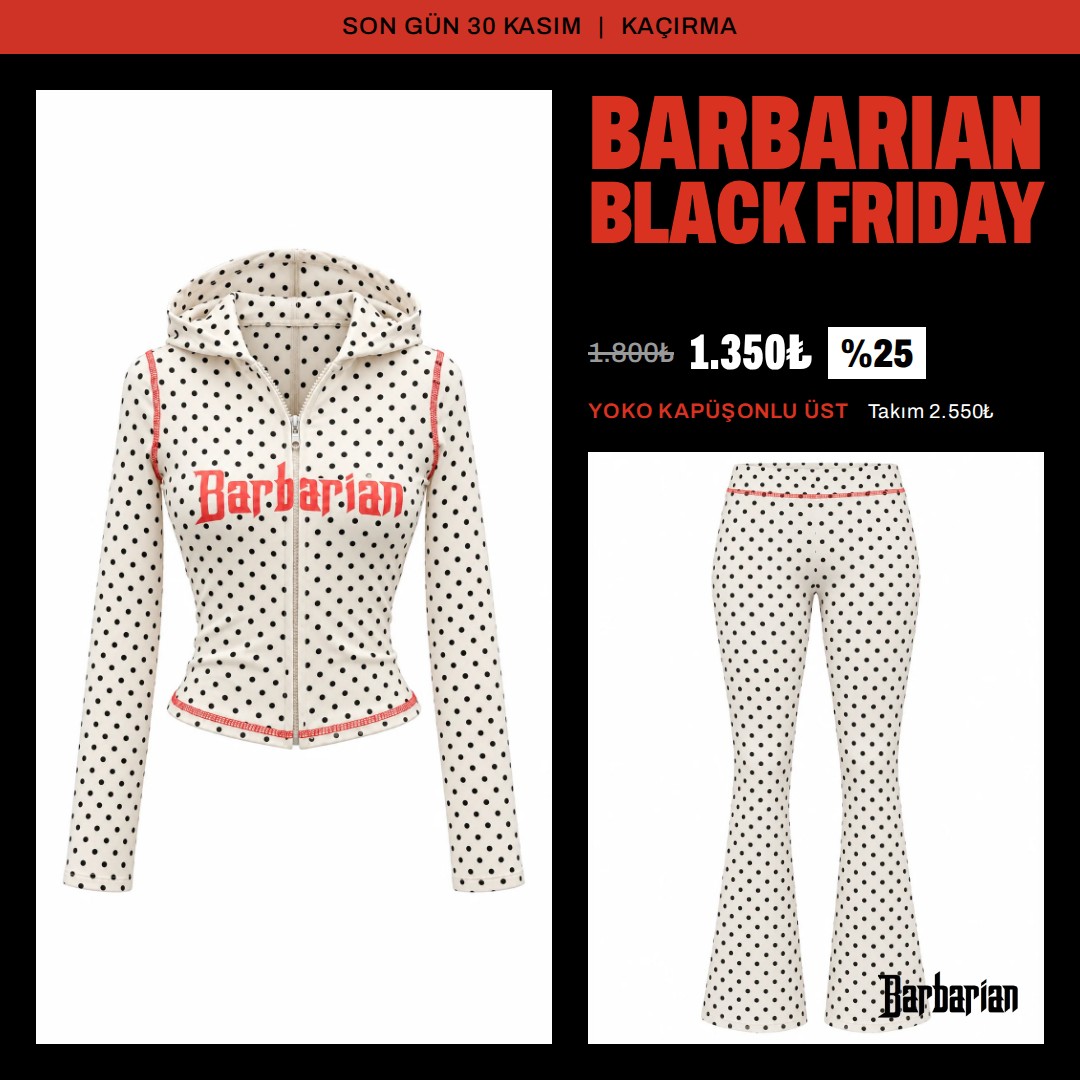 SON GÜN 30 KASIM | KAÇIRMA
BARBARIAN
BLACK FRIDAY
1.800₺ 1.350₺ %25
YOKO KAPÜŞONLU ÜST Takım 2.550₺
Barbarian
Barbarian